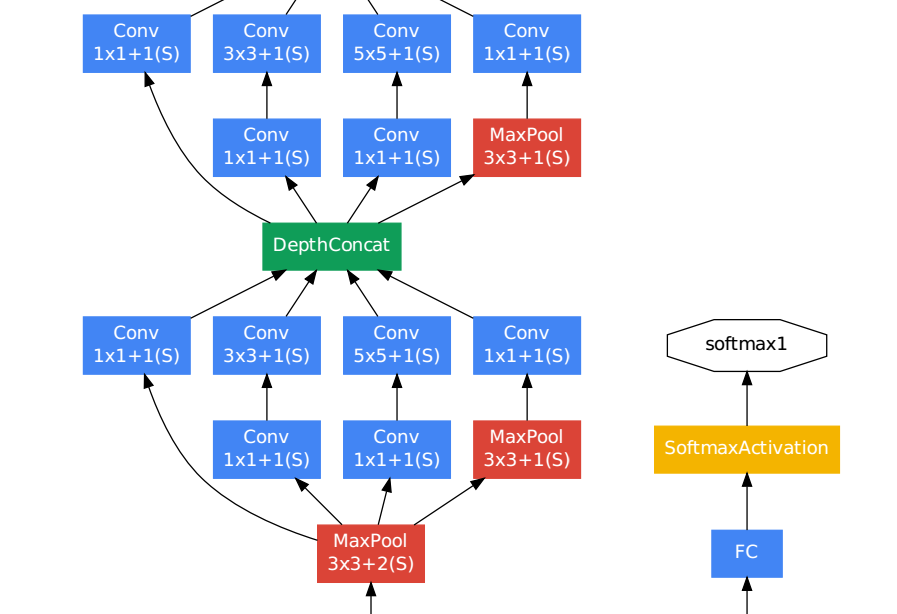 Conv
1x1+1(S)
Conv
3x3+1(S)
Conv
5x5+1(S)
Conv
1x1+1(S)
Conv
1x1+1(S)
Conv
1x1+1(S)
MaxPool
3x3+1(S)
DepthConcat
Conv
1x1+1(S)
Conv
3x3+1(S)
Conv
5x5+1(S)
Conv
1x1+1(S)
softmax1
Conv
1x1+1(S)
Conv
1x1+1(S)
MaxPool
3x3+1(S)
SoftmaxActivation
MaxPool
3x3+2(S)
FC